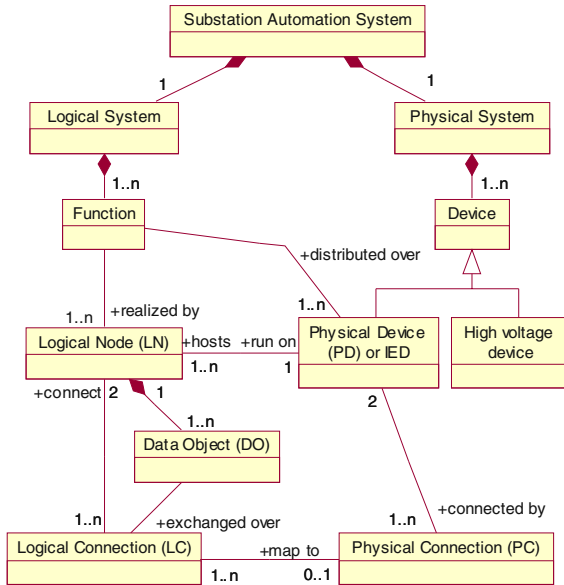 Substation Automation System
1
1
Logical System
Physical System
1..n
1..n
Function
Device
+distributed over
1..n
+realized by
1..n
Logical Node (LN)
+hosts
+run on
1..n
1
Physical Device
(PD) or IED
High voltage
device
+connect
2
1
2
1..n
Data Object (DO)
1..n
+exchanged over
+connected by
1..n
Logical Connection (LC)
+map to
1..n
0..1
Physical Connection (PC)